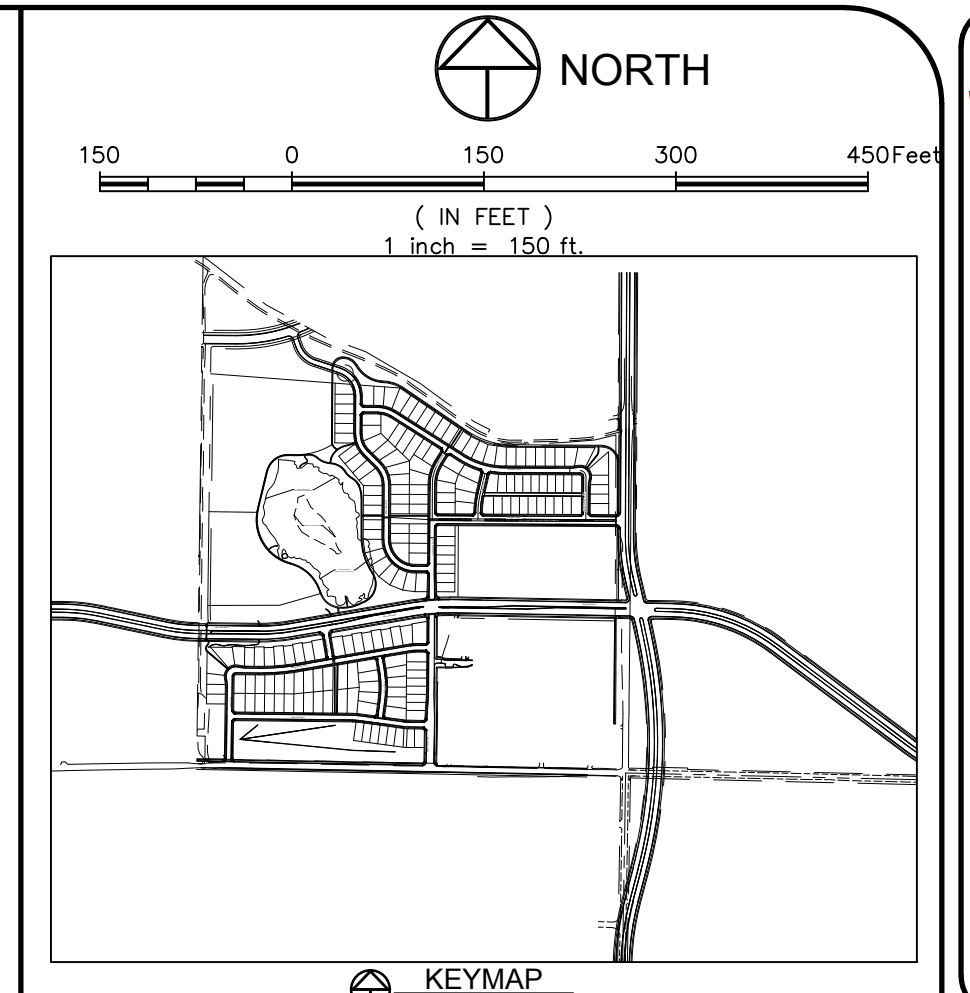 NORTH
150 0 150 300 450Feet
( IN FEET )
1 inch = 150 ft.
KEYMAP